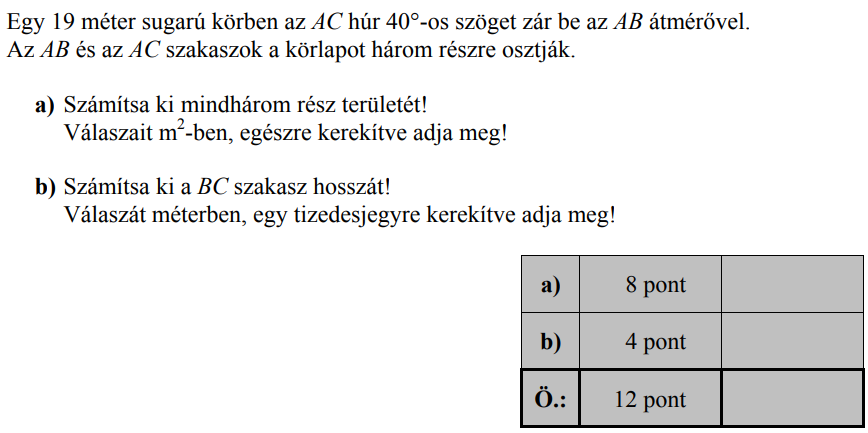 Egy 19 méter sugarú körben az AC húr 40°-os szöget zár be az AB átmérővel.
Az AB és az AC szakaszok a körlapot három részre osztják.
a) Számítsa ki mindhárom rész területét!
Válaszait m²-ben, egészre kerekítve adja meg!
b) Számítsa ki a BC szakasz hosszát!
Válaszát méterben, egy tizedesjegyre kerekítve adja meg!
a) 8 pont
b) 4 pont
Ö.: 12 pont